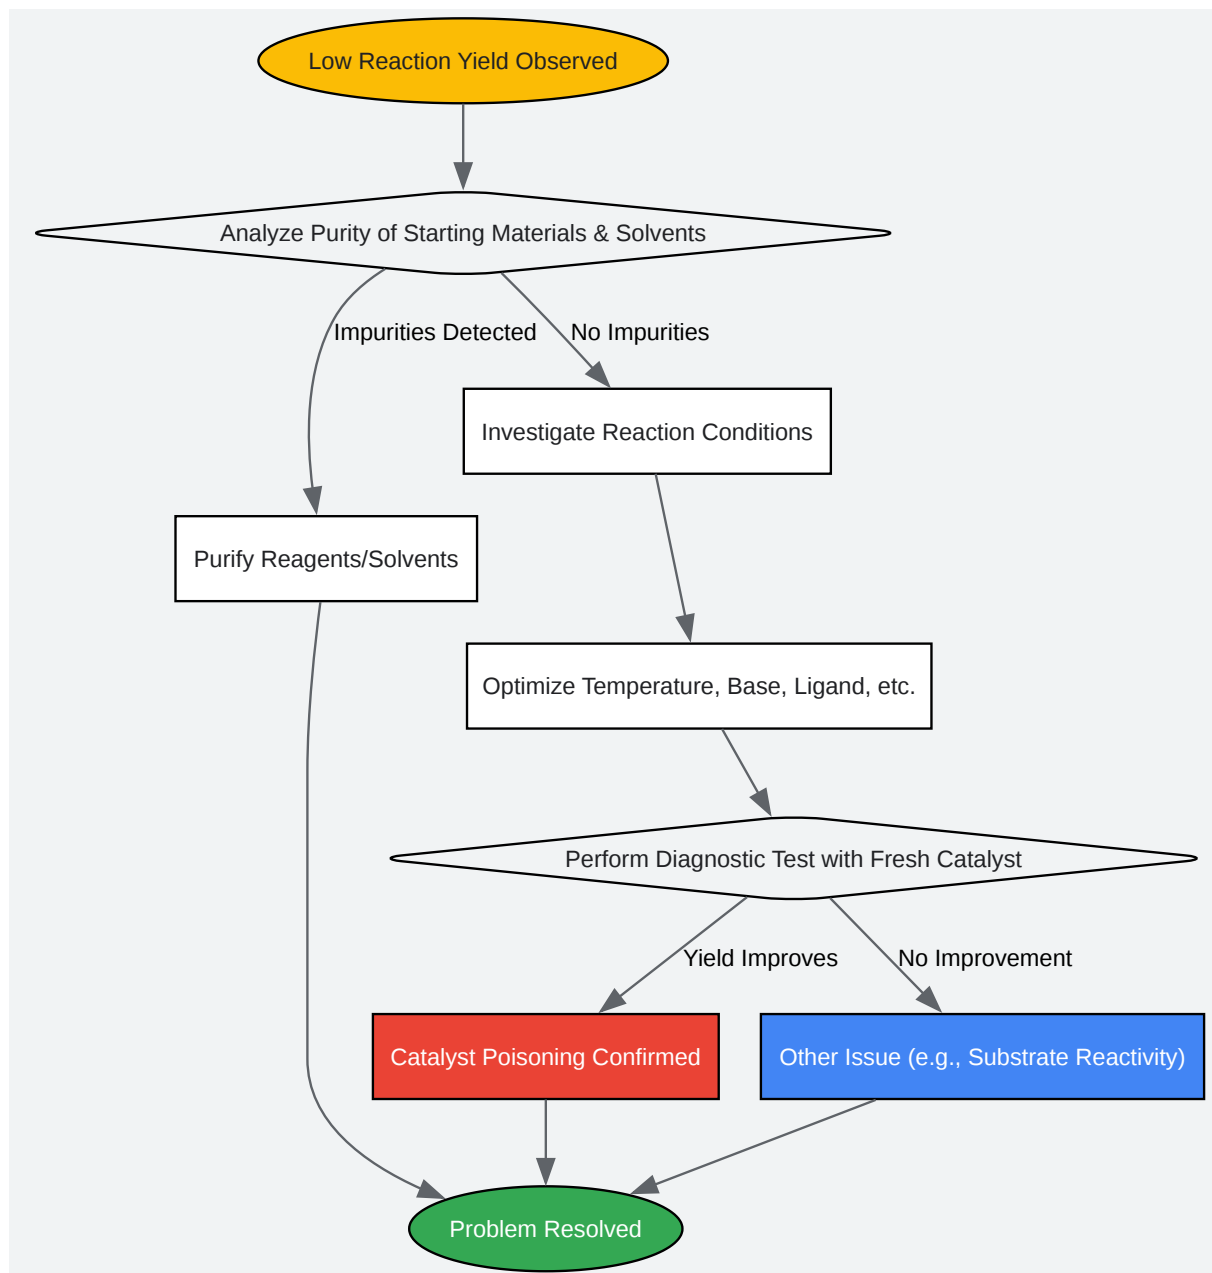 Low Reaction Yield Observed
Analyze Purity of Starting Materials & Solvents
Impurities Detected
No Impurities
Investigate Reaction Conditions
Purify Reagents/Solvents
Optimize Temperature, Base, Ligand, etc.
Perform Diagnostic Test with Fresh Catalyst
Yield Improves
No Improvement
Catalyst Poisoning Confirmed
Other Issue (e.g., Substrate Reactivity)
Problem Resolved